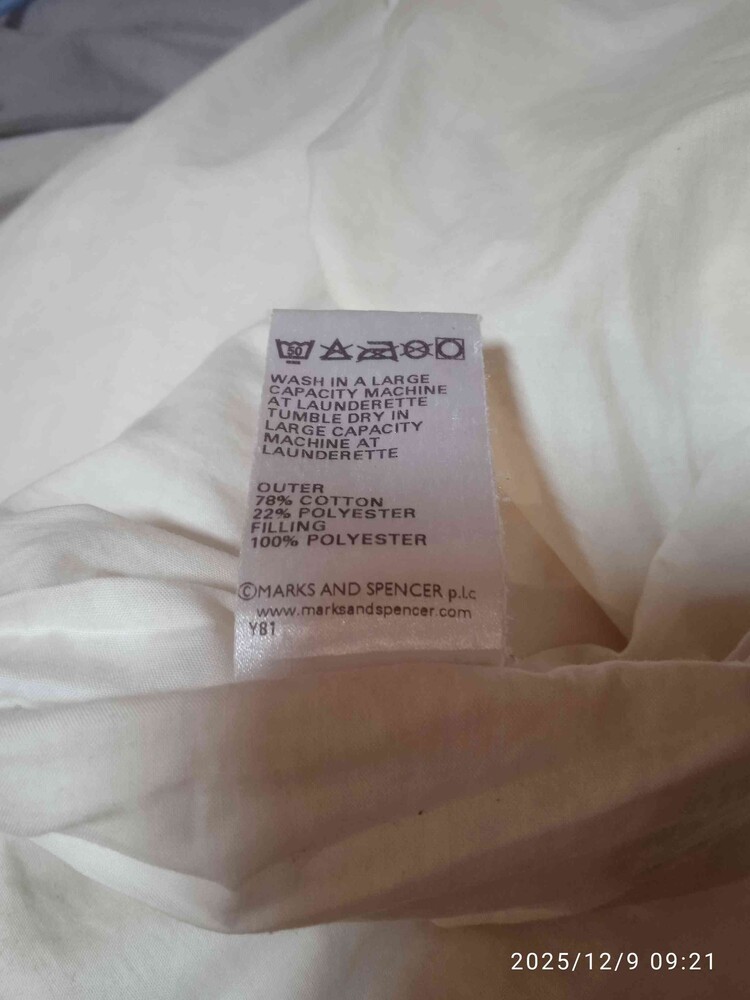 50
WASH IN A LARGE
CAPACITY MACHINE
AT LAUNDERETTE
TUMBLE DRY IN
LARGE CAPACITY
MACHINE AT
LAUNDERETTE
OUTER
78% COTTON
22% POLYESTER
FILLING
100% POLYESTER
©MARKS AND SPENCER p.l.c
www.marksandspencer.com
Y81
2025/12/9 09:21